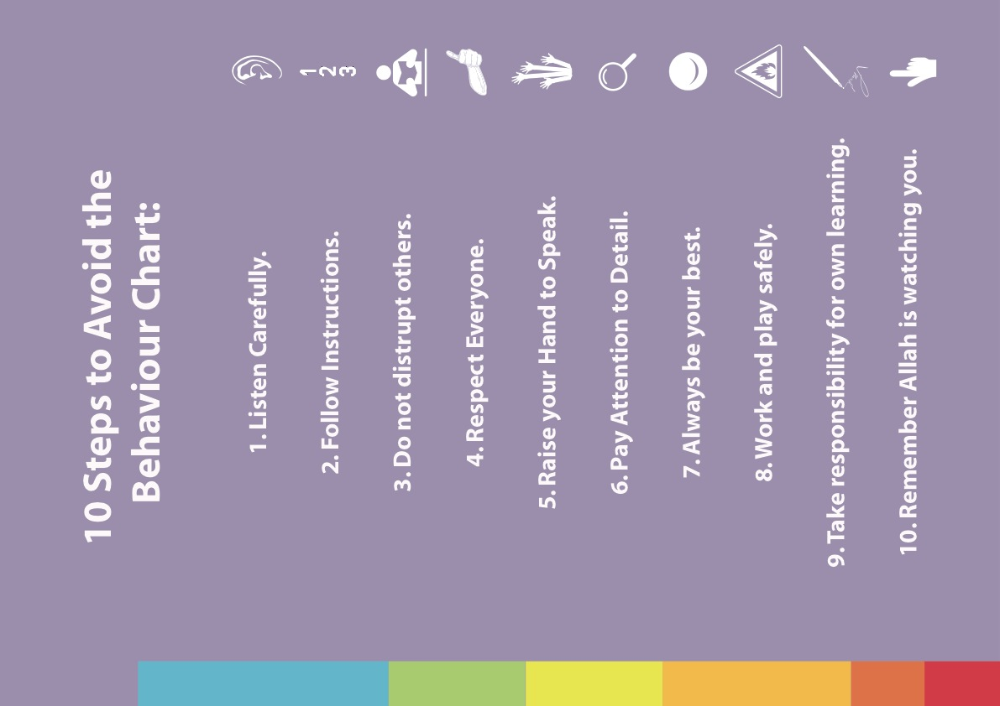 10 Steps to Avoid the
Behaviour Chart:
1. Listen Carefully.
2. Follow Instructions.
3. Do not distrupt others.
4. Respect Everyone.
5. Raise your Hand to Speak.
6. Pay Attention to Detail.
7. Always be your best.
8. Work and play safely.
9. Take responsibility for own learning.
10. Remember Allah is watching you.
1
2
3